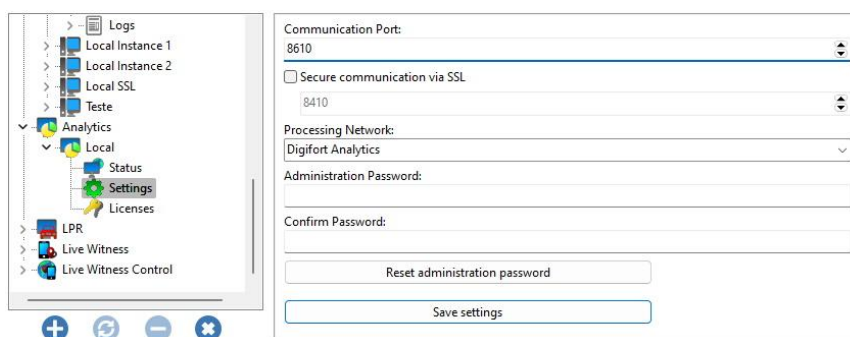 Logs
Local Instance 1
Local Instance 2
Local SSL
Teste
Analytics
Local
Status
Settings
Licenses
LPR
Live Witness
Live Witness Control
Communication Port:
8610
Secure communication via SSL
8410
Processing Network:
Digifort Analytics
Administration Password:
Confirm Password:
Reset administration password
Save settings